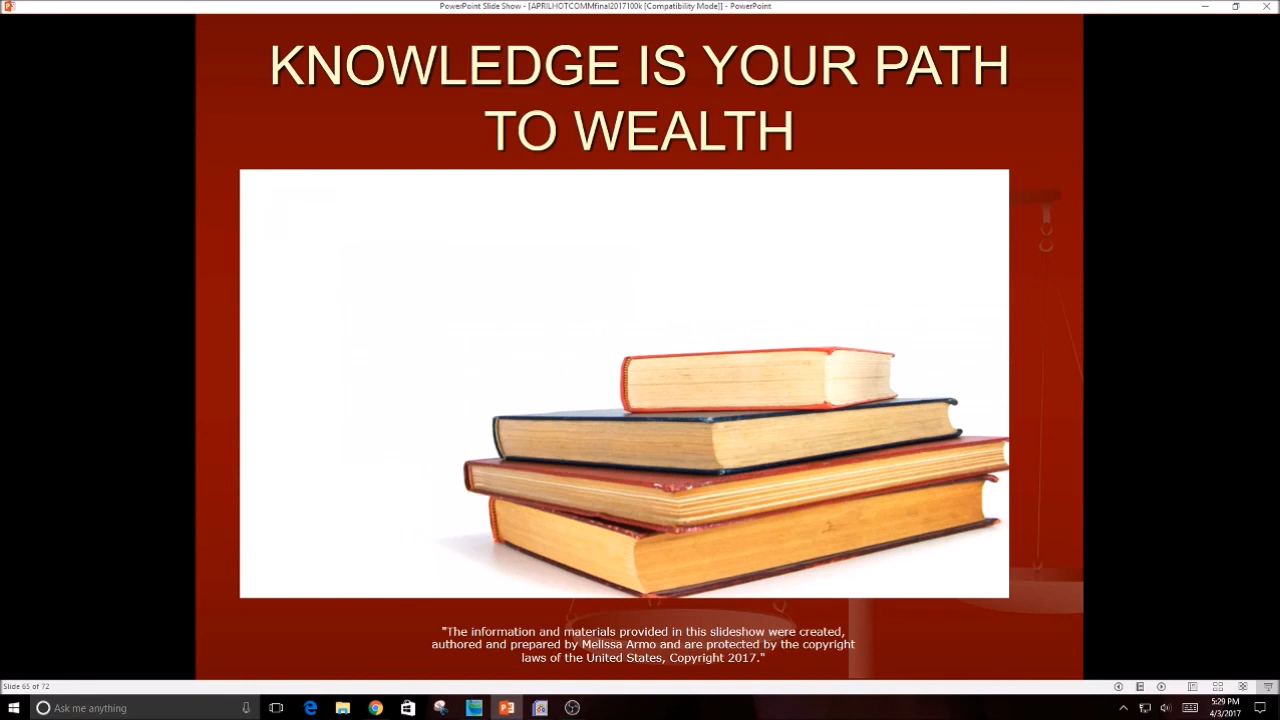 PowerPoint Slide Show - [APRILHOTCOMMfinal2017100k [Compatibility Mode]] - PowerPoint
KNOWLEDGE IS YOUR PATH
TO WEALTH
"The information and materials provided in this slideshow were created,
authored and prepared by Melissa Armo and are protected by the copyright
laws of the United States, Copyright 2017."
Slide 65 of 72
Ask me anything
5:29 PM
4/3/2017